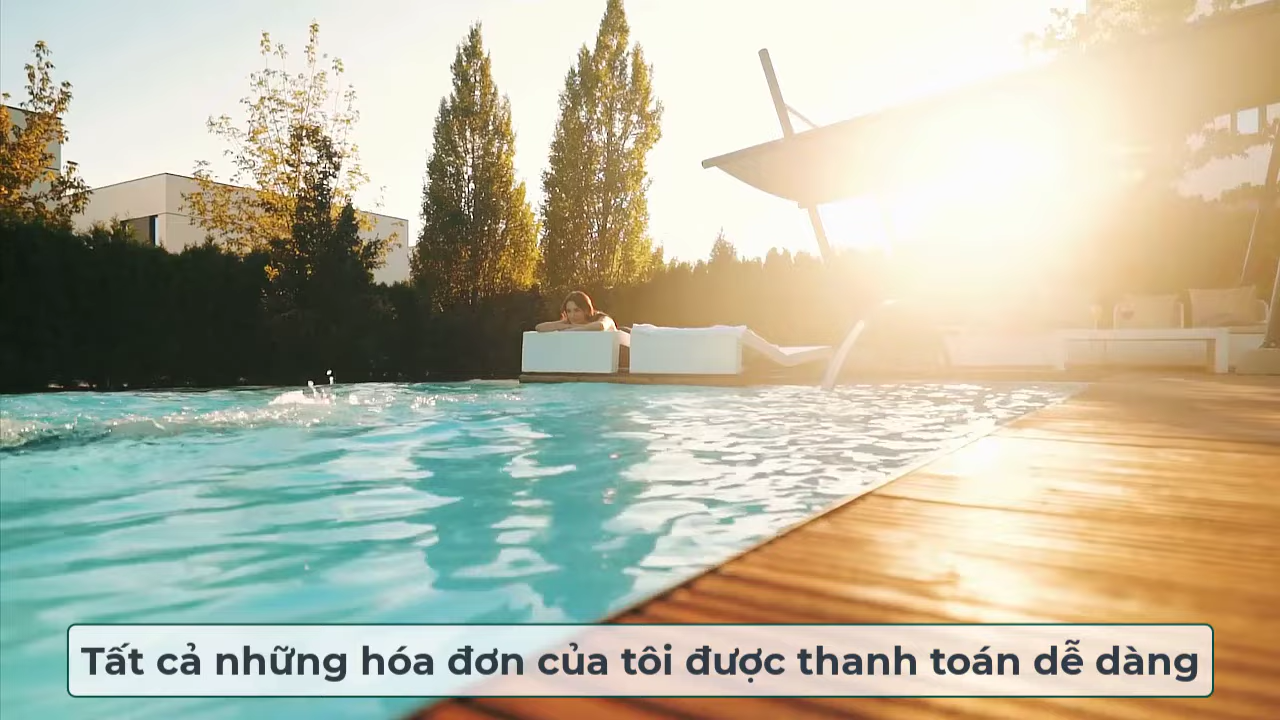 Tất cả những hóa đơn của tôi được thanh toán dễ dàng